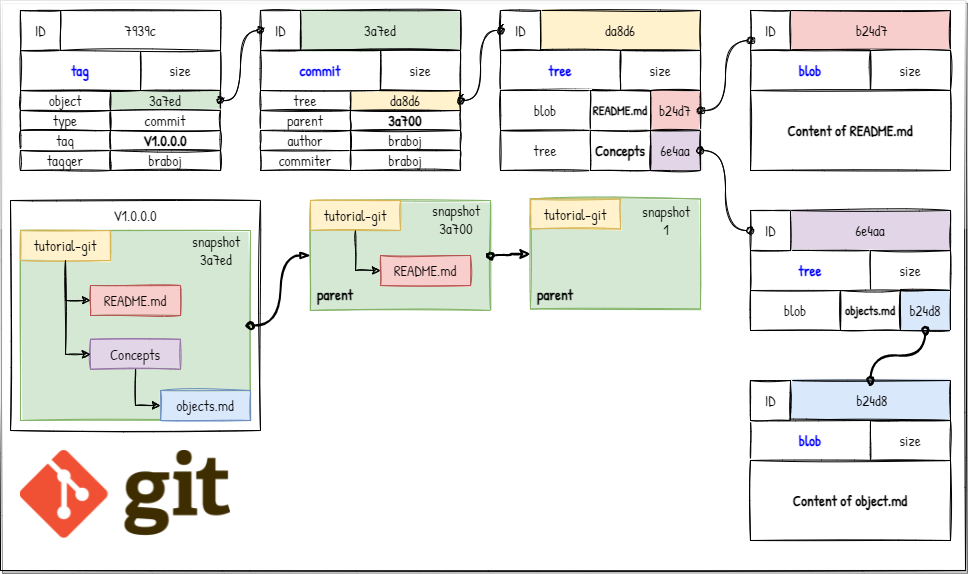 ID 7939c
tag size
object 3a7ed
type commit
tag V1.0.0.0
tagger braboj
ID 3a7ed
commit size
tree da8d6
parent 3a700
author braboj
commiter braboj
ID da8d6
tree size
blob README.md b24d7
tree Concepts 6e4aa
ID b24d7
blob size
Content of README.md
V1.0.0.0
tutorial-git
snapshot
3a7ed
README.md
Concepts
objects.md
tutorial-git
snapshot
3a700
README.md
parent
tutorial-git
snapshot
1
parent
ID 6e4aa
tree size
blob objects.md b24d8
ID b24d8
blob size
Content of object.md
git